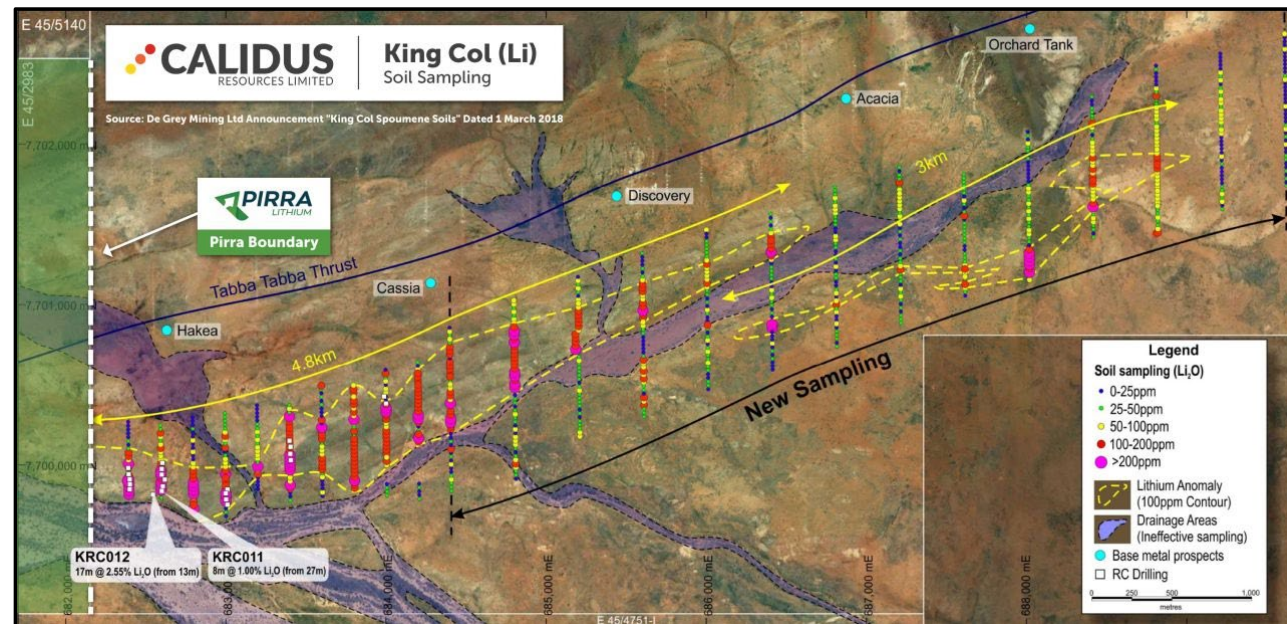 E 45/5140
E 45/2983
CALIDUS
RESOURCES LIMITED
King Col (Li)
Soil Sampling
Source: De Grey Mining Ltd Announcement "King Col Spoumene Soils" Dated 1 March 2018
7,702,000 mN
PIRRA
LITHIUM
Pirra Boundary
Orchard Tank
Acacia
Discovery
3km
Tabba Tabba Thrust
Cassia
7,701,000 mN
Hakea
4.8km
New Sampling
7,700,000 mN
KRC012
17m @ 2.55% Li₂O (from 13m)
KRC011
8m @ 1.00% Li₂O (from 27m)
682,000 mE
683,000 mE
684,000 mE
685,000 mE
686,000 mE
687,000 mE
688,000 mE
E 45/4751-I
Legend
Soil sampling (Li₂O)
0-25ppm
25-50ppm
50-100ppm
100-200ppm
>200ppm
Lithium Anomaly
(100ppm Contour)
Drainage Areas
(Ineffective sampling)
Base metal prospects
RC Drilling
0 250 500 1,000
metres